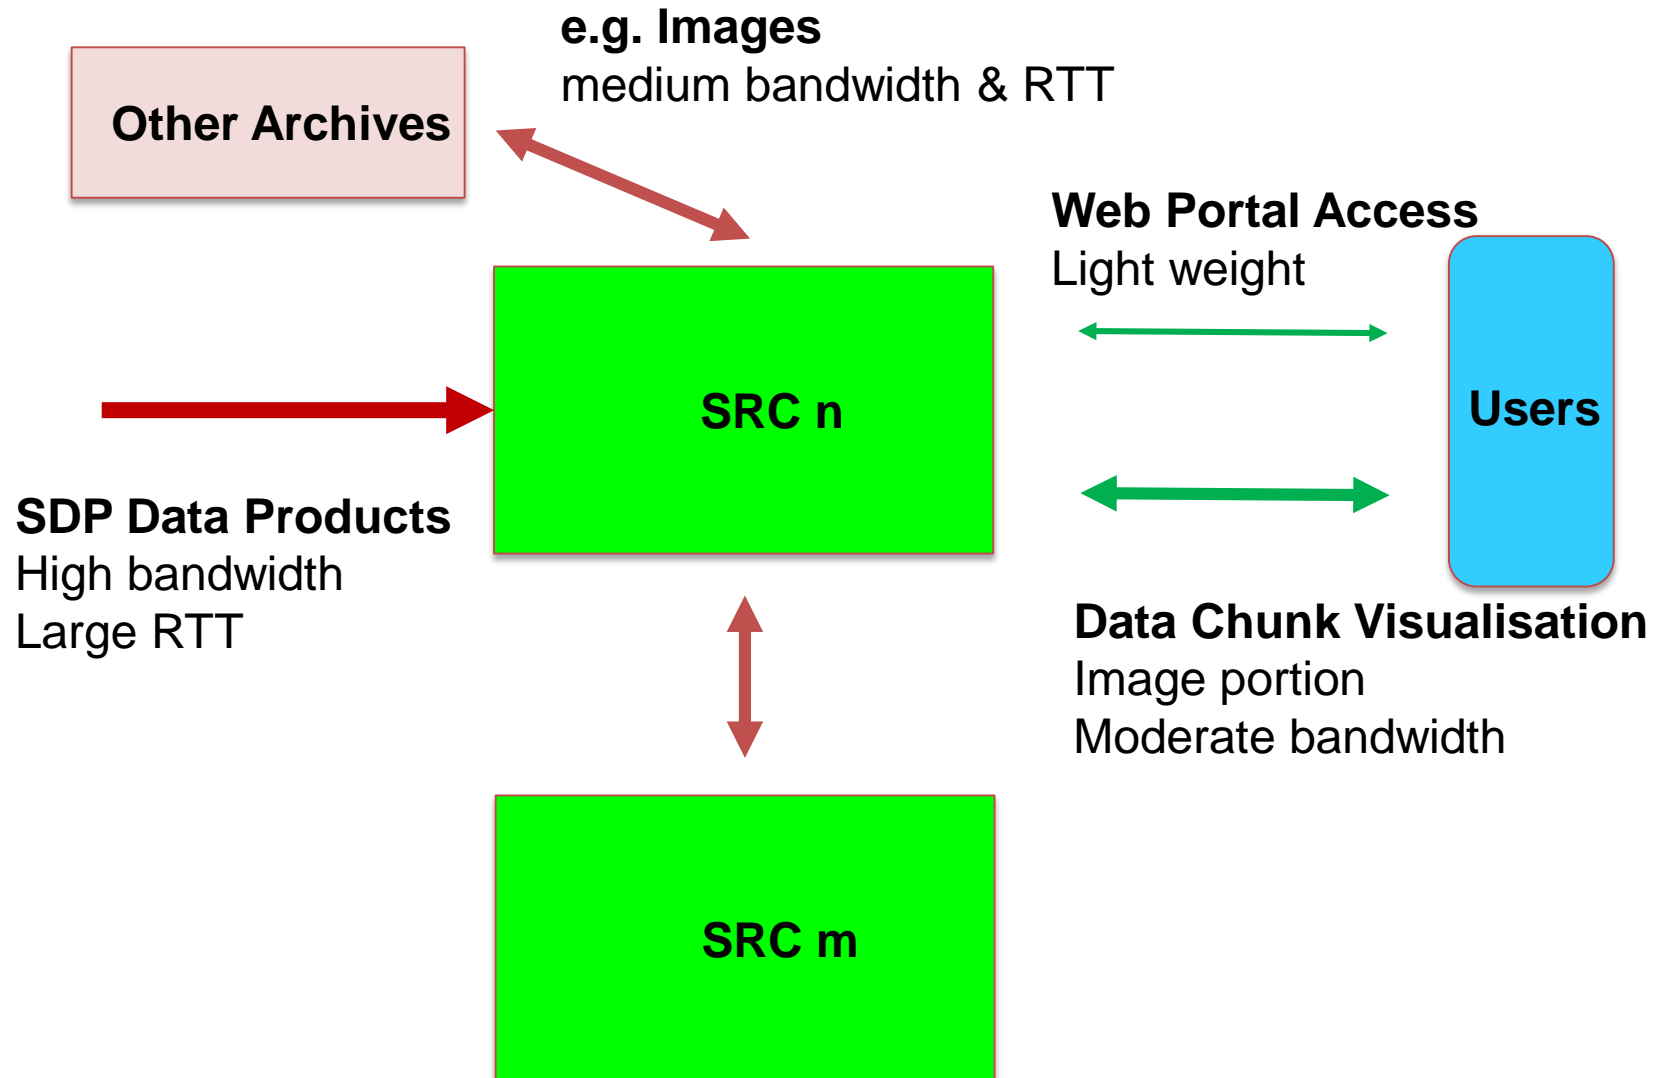 e.g. Images
medium bandwidth & RTT
Other Archives
Web Portal Access
Light weight
SRC n
Users
SDP Data Products
High bandwidth
Large RTT
Data Chunk Visualisation
Image portion
Moderate bandwidth
SRC m